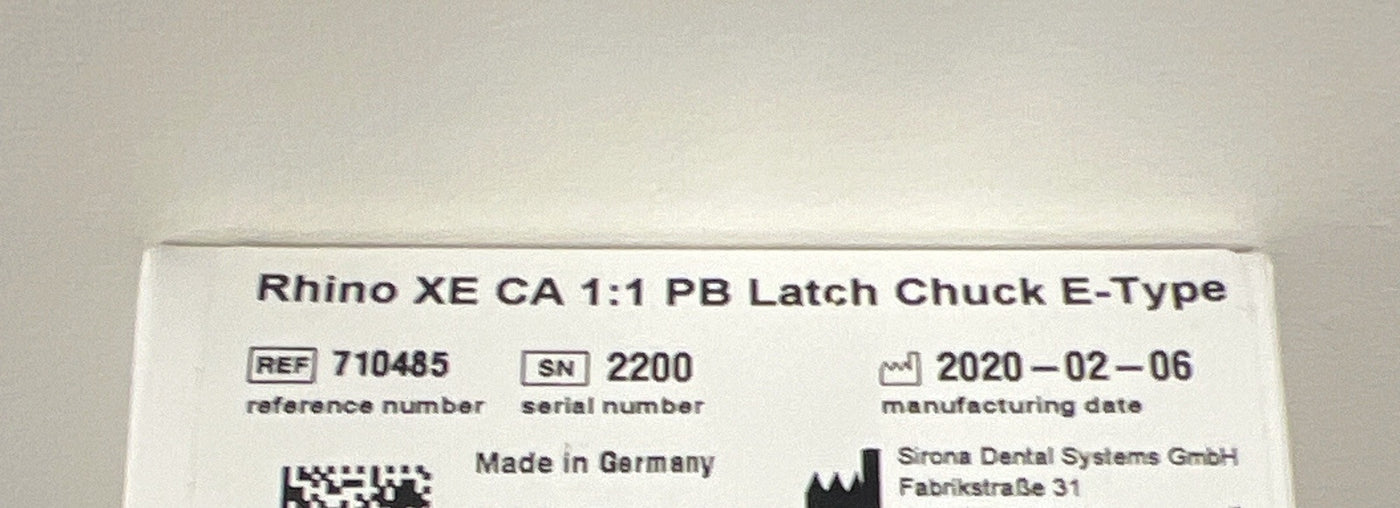 Rhino XE CA 1:1 PB Latch Chuck E-Type
REF 710485 SN 2200 2020-02-06
reference number serial number manufacturing date
Made in Germany
Sirona Dental Systems GmbH
Fabrikstraße 31